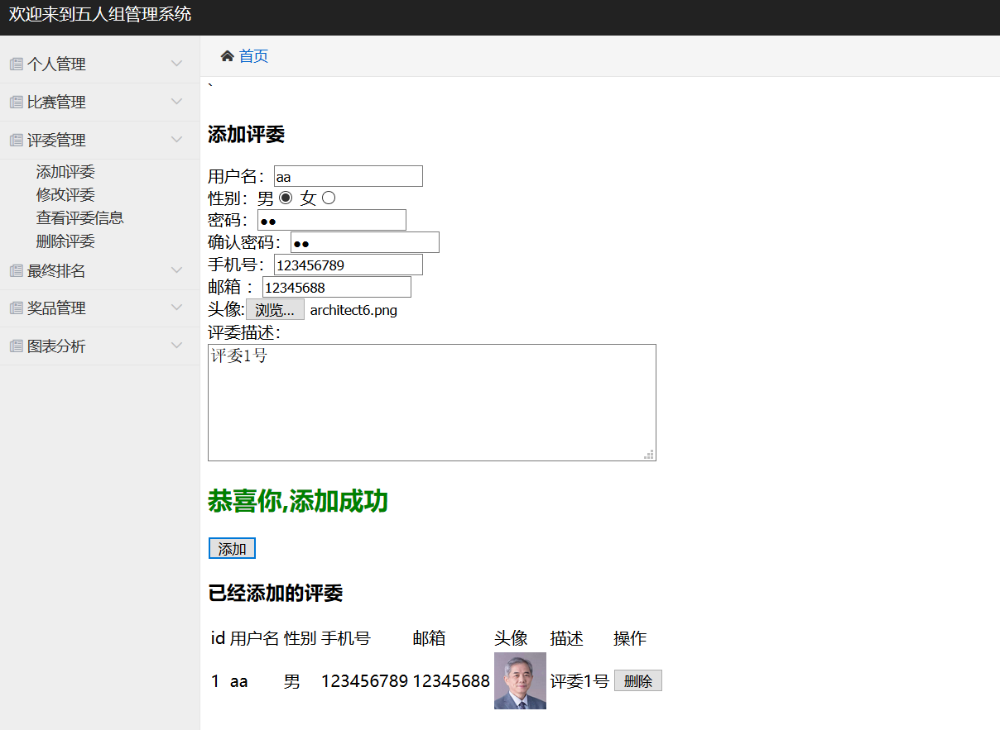 欢迎来到五人组管理系统
个人管理
比赛管理
评委管理
添加评委
修改评委
查看评委信息
删除评委
最终排名
奖品管理
图表分析
首页
`
添加评委
用户名：aa
性别：男 女
密码：●●
确认密码：●●
手机号：123456789
邮箱 ：12345688
头像:浏览... architect6.png
评委描述：
评委1号
恭喜你,添加成功
添加
已经添加的评委
id 用户名 性别 手机号 邮箱 头像 描述 操作
1 aa 男 123456789 12345688 评委1号 删除